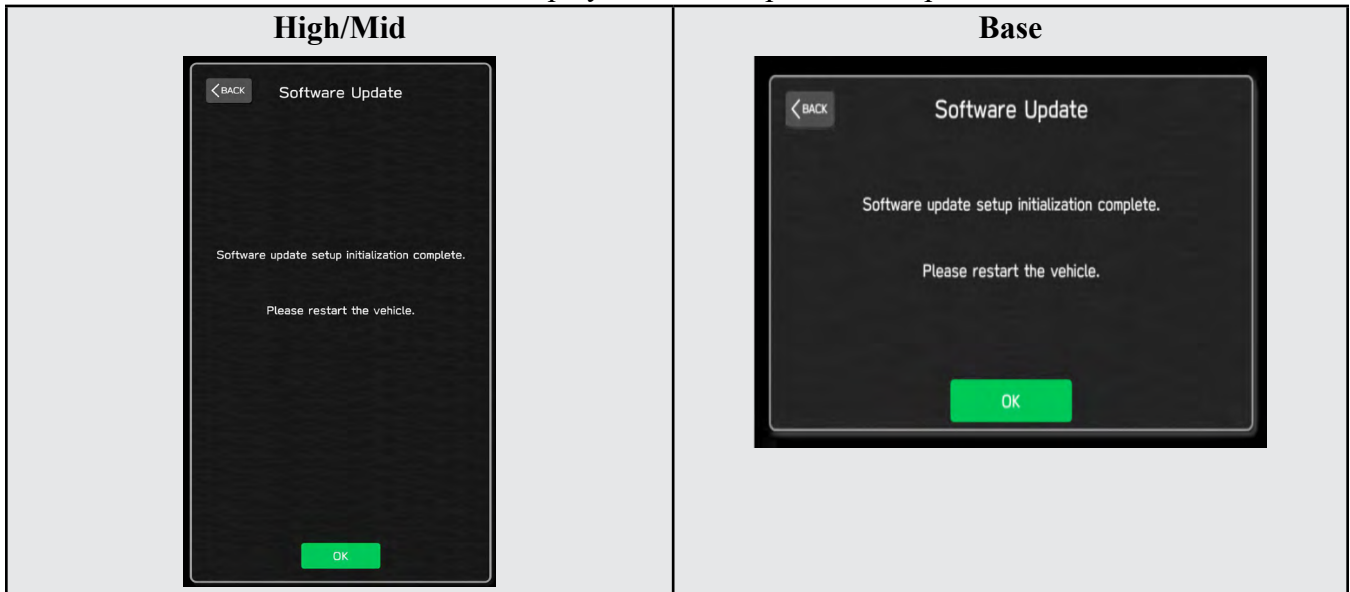 High/Mid
Base
< BACK
Software Update
Software update setup initialization complete.
Please restart the vehicle.
OK
< BACK
Software Update
Software update setup initialization complete.
Please restart the vehicle.
OK